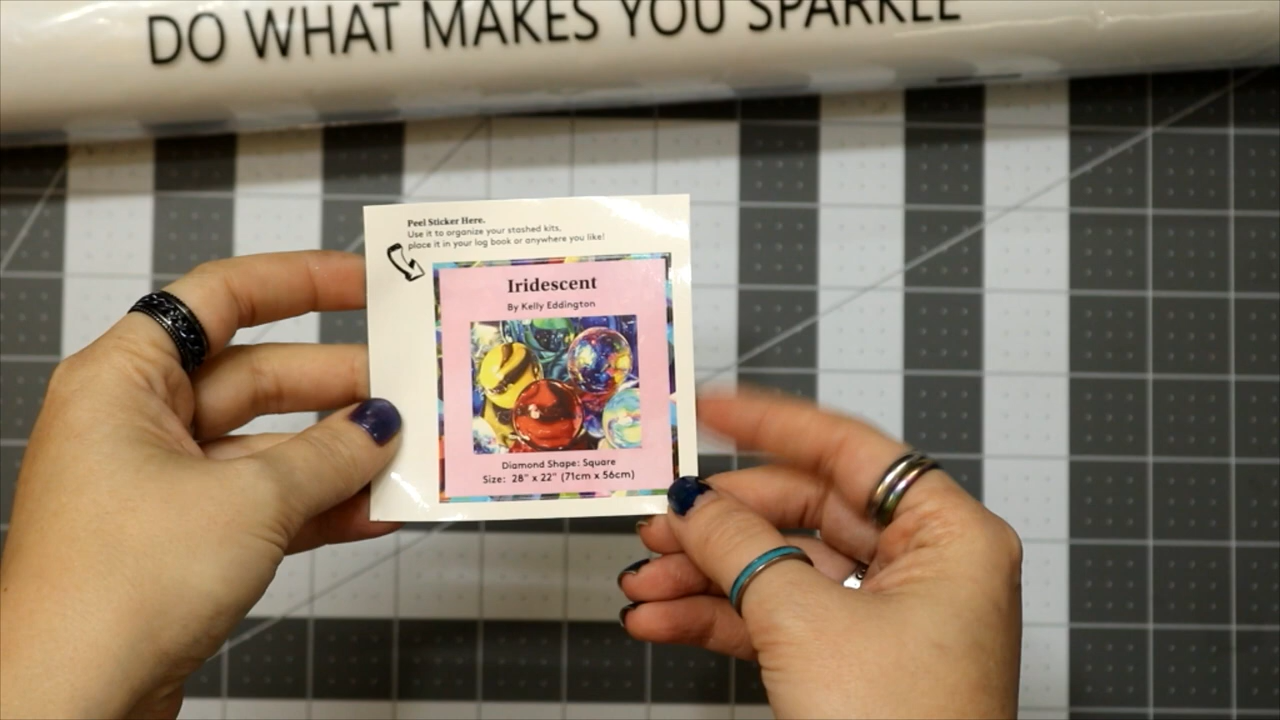 DO WHAT MAKES YOU SPARKLE
Peel Sticker Here.
Use it to organize your stashed kits,
place it in your log book or anywhere you like!
Iridescent
By Kelly Eddington
Diamond Shape: Square
Size: 28" x 22" (71cm x 56cm)